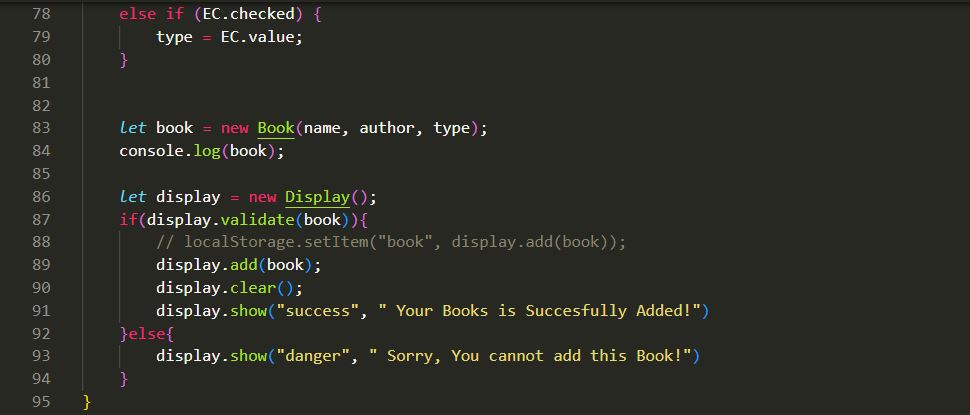 78 else if (EC.checked) {
79 type = EC.value;
80 }
81
82
83 let book = new Book(name, author, type);
84 console.log(book);
85
86 let display = new Display();
87 if(display.validate(book)){
88 // localStorage.setItem("book", display.add(book));
89 display.add(book);
90 display.clear();
91 display.show("success", " Your Books is Succesfully Added!")
92 }else{
93 display.show("danger", " Sorry, You cannot add this Book!")
94 }
95 }